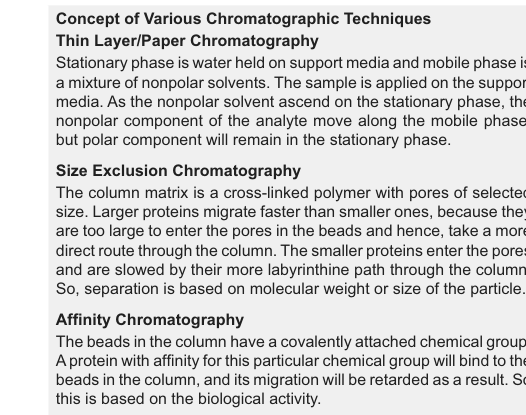 Concept of Various Chromatographic Techniques
Thin Layer/Paper Chromatography
Stationary phase is water held on support media and mobile phase is
a mixture of nonpolar solvents. The sample is applied on the suppor
media. As the nonpolar solvent ascend on the stationary phase, the
nonpolar component of the analyte move along the mobile phase
but polar component will remain in the stationary phase.
Size Exclusion Chromatography
The column matrix is a cross-linked polymer with pores of selected
size. Larger proteins migrate faster than smaller ones, because they
are too large to enter the pores in the beads and hence, take a more
direct route through the column. The smaller proteins enter the pores
and are slowed by their more labyrinthine path through the column
So, separation is based on molecular weight or size of the particle.
Affinity Chromatography
The beads in the column have a covalently attached chemical group
A protein with affinity for this particular chemical group will bind to the
beads in the column, and its migration will be retarded as a result. So
this is based on the biological activity.